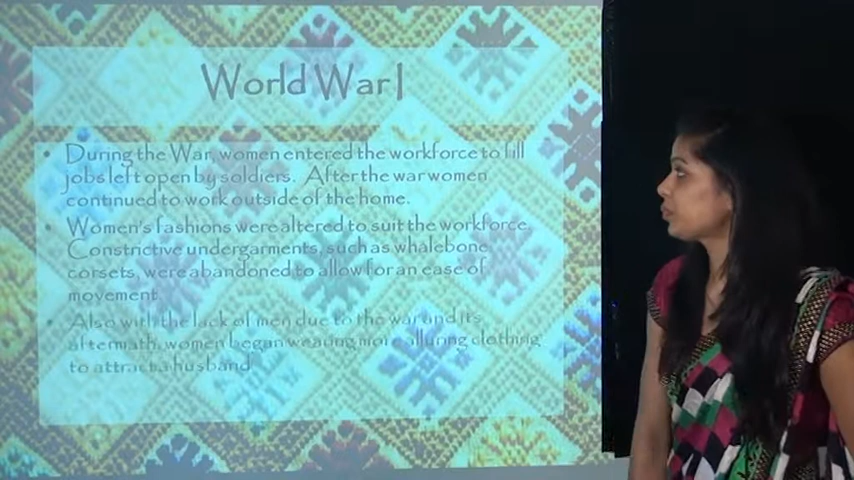 World War I
• During the War, women entered the workforce to fill
jobs left open by soldiers. After the war women
continued to work outside of the home.
• Women's fashions were altered to suit the workforce.
Constrictive undergarments, such as whalebone
corsets, were abandoned to allow for an ease of
movement.
• Also with the lack of men due to the war and its
aftermath, women began wearing more alluring clothing
to attract a husband